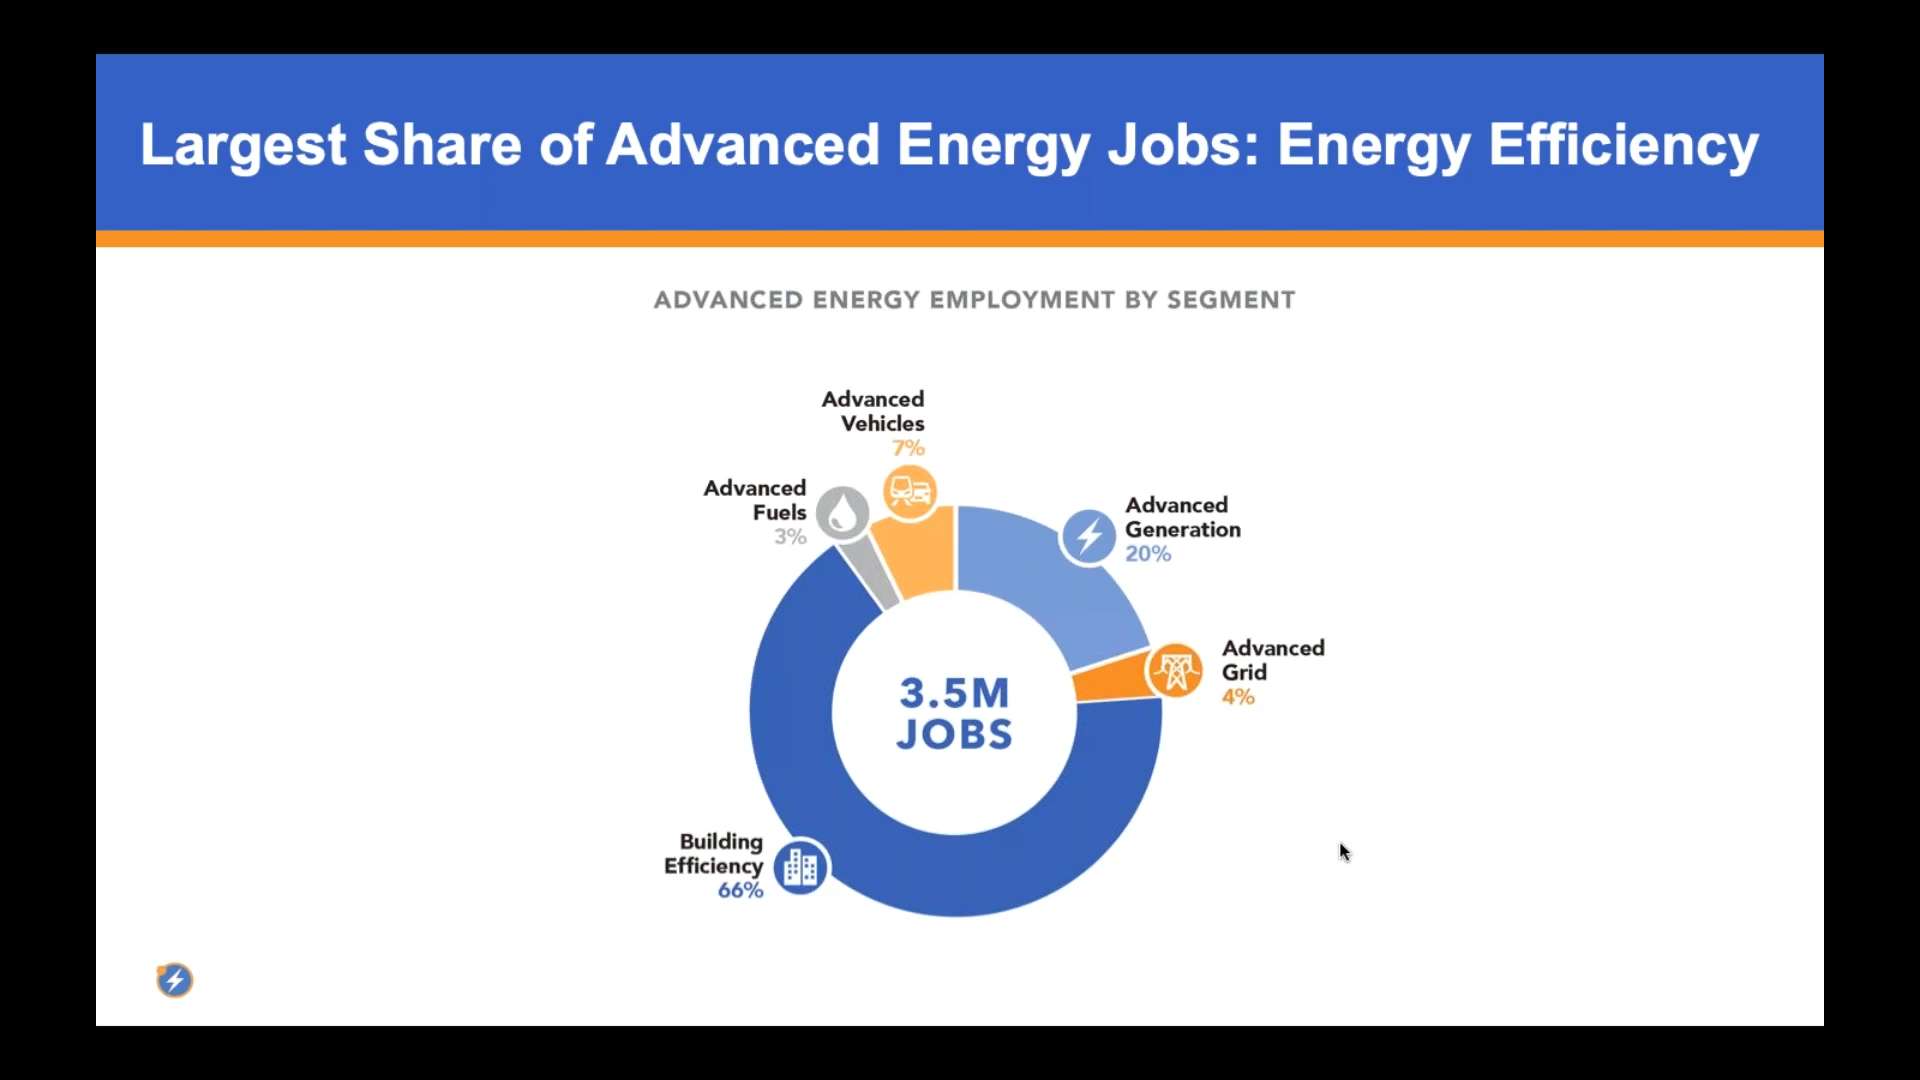 Largest Share of Advanced Energy Jobs: Energy Efficiency
ADVANCED ENERGY EMPLOYMENT BY SEGMENT
Advanced
Vehicles
7%
Advanced
Fuels
3%
Advanced
Generation
20%
Advanced
Grid
4%
3.5M
JOBS
Building
Efficiency
66%